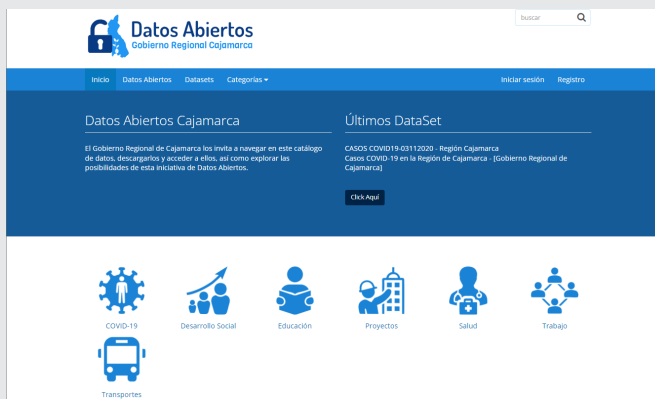 Datos Abiertos
Gobierno Regional Cajamarca
buscar
Inicio Datos Abiertos Datasets Categorías Iniciar sesión Registro
Datos Abiertos Cajamarca
El Gobierno Regional de Cajamarca los invita a navegar en este catálogo
de datos, descargarlos y acceder a ellos, así como explorar las
posibilidades de esta iniciativa de Datos Abiertos.
Últimos DataSet
CASOS COVID19-03112020 - Región Cajamarca
Casos COVID-19 en la Región de Cajamarca - [Gobierno Regional de
Cajamarca]
Click Aquí
COVID-19 Desarrollo Social Educación Proyectos Salud Trabajo
Transportes